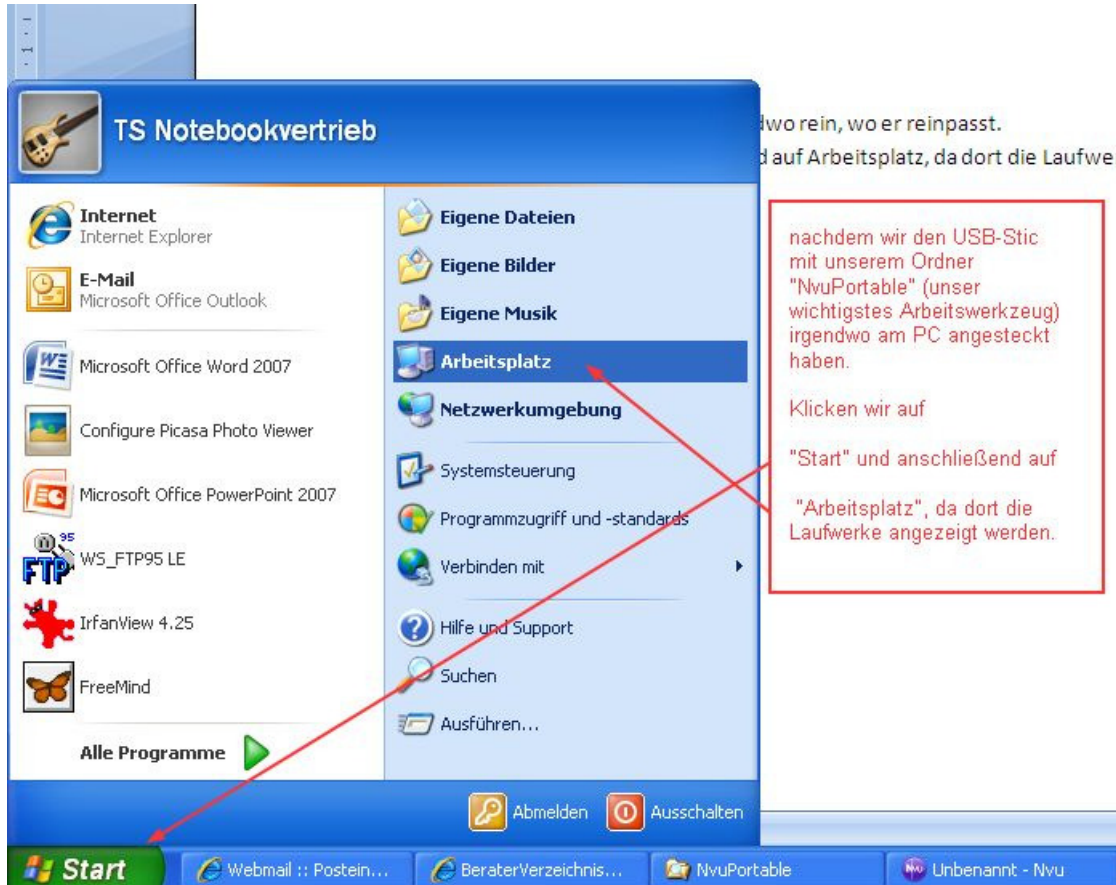 1 · 1
TS Notebookvertrieb
dwo rein, wo er reinpasst.
d auf Arbeitsplatz, da dort die Laufwe
Internet
Internet Explorer
E-Mail
Microsoft Office Outlook
Microsoft Office Word 2007
Configure Picasa Photo Viewer
Microsoft Office PowerPoint 2007
95
FTP
WS_FTP95 LE
IrfanView 4.25
FreeMind
Alle Programme
Eigene Dateien
Eigene Bilder
Eigene Musik
Arbeitsplatz
Netzwerkumgebung
Systemsteuerung
Programmzugriff und -standards
Verbinden mit
Hilfe und Support
Suchen
Ausführen...
nachdem wir den USB-Stic
mit unserem Ordner
"NvuPortable" (unser
wichtigstes Arbeitswerkzeug)
irgendwo am PC angesteckt
haben.
Klicken wir auf
"Start" und anschließend auf
"Arbeitsplatz", da dort die
Laufwerke angezeigt werden.
Abmelden
Ausschalten
Start
Webmail :: Postein...
BeraterVerzeichnis...
NvuPortable
Unbenannt - Nvu